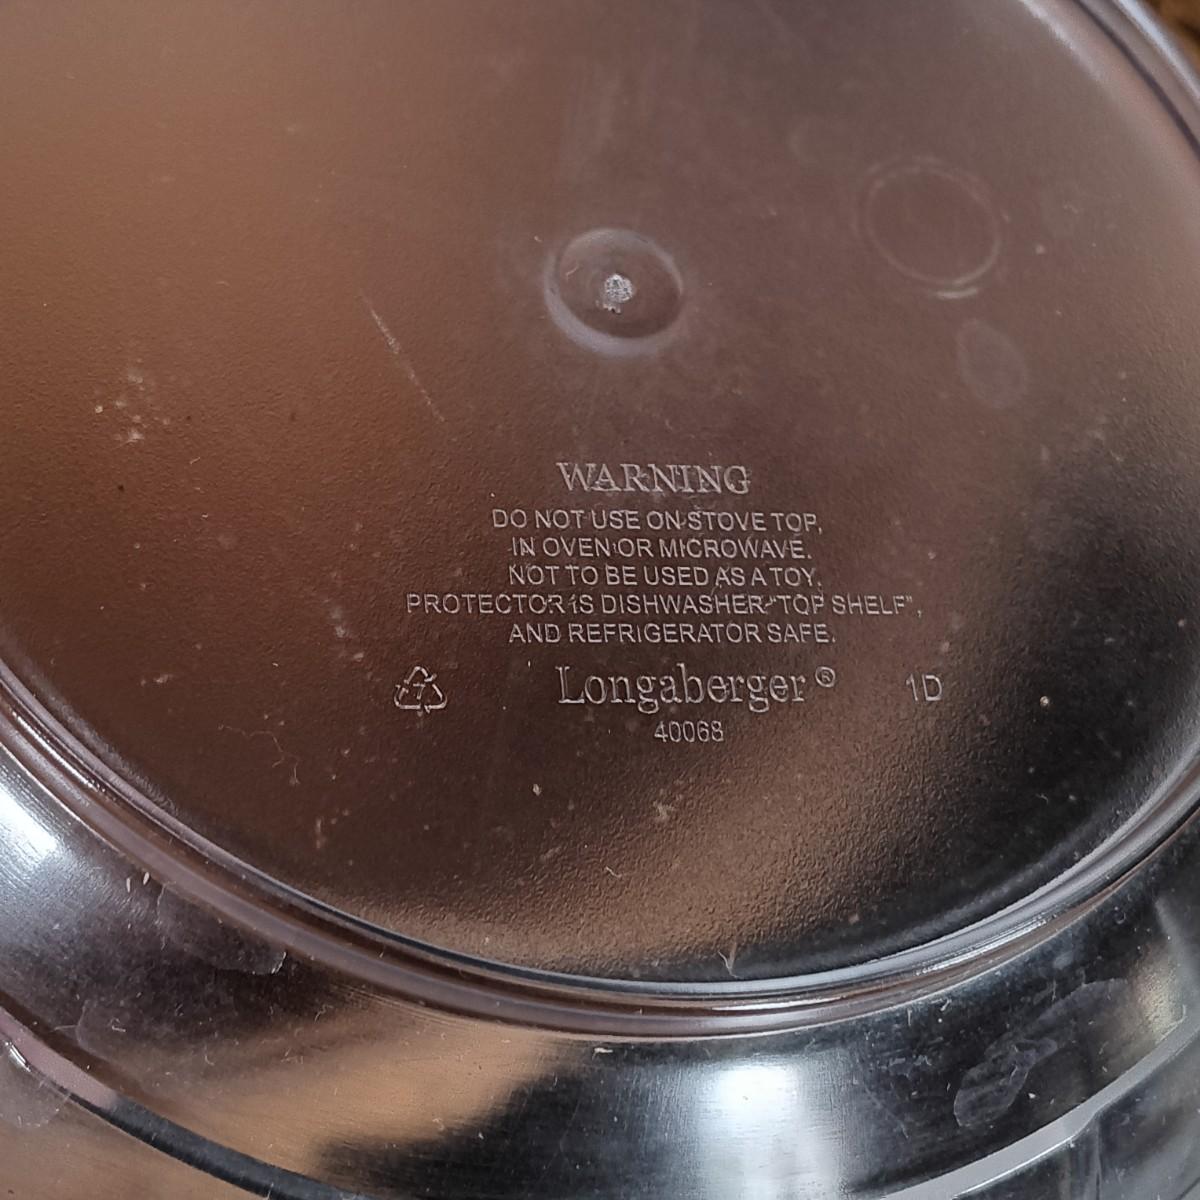 WARNING
DO NOT USE ON STOVE TOP,
IN OVEN OR MICROWAVE.
NOT TO BE USED AS A TOY.
PROTECTOR IS DISHWASHER "TOP SHELF",
AND REFRIGERATOR SAFE.
7 Longaberger ® 1D
40068